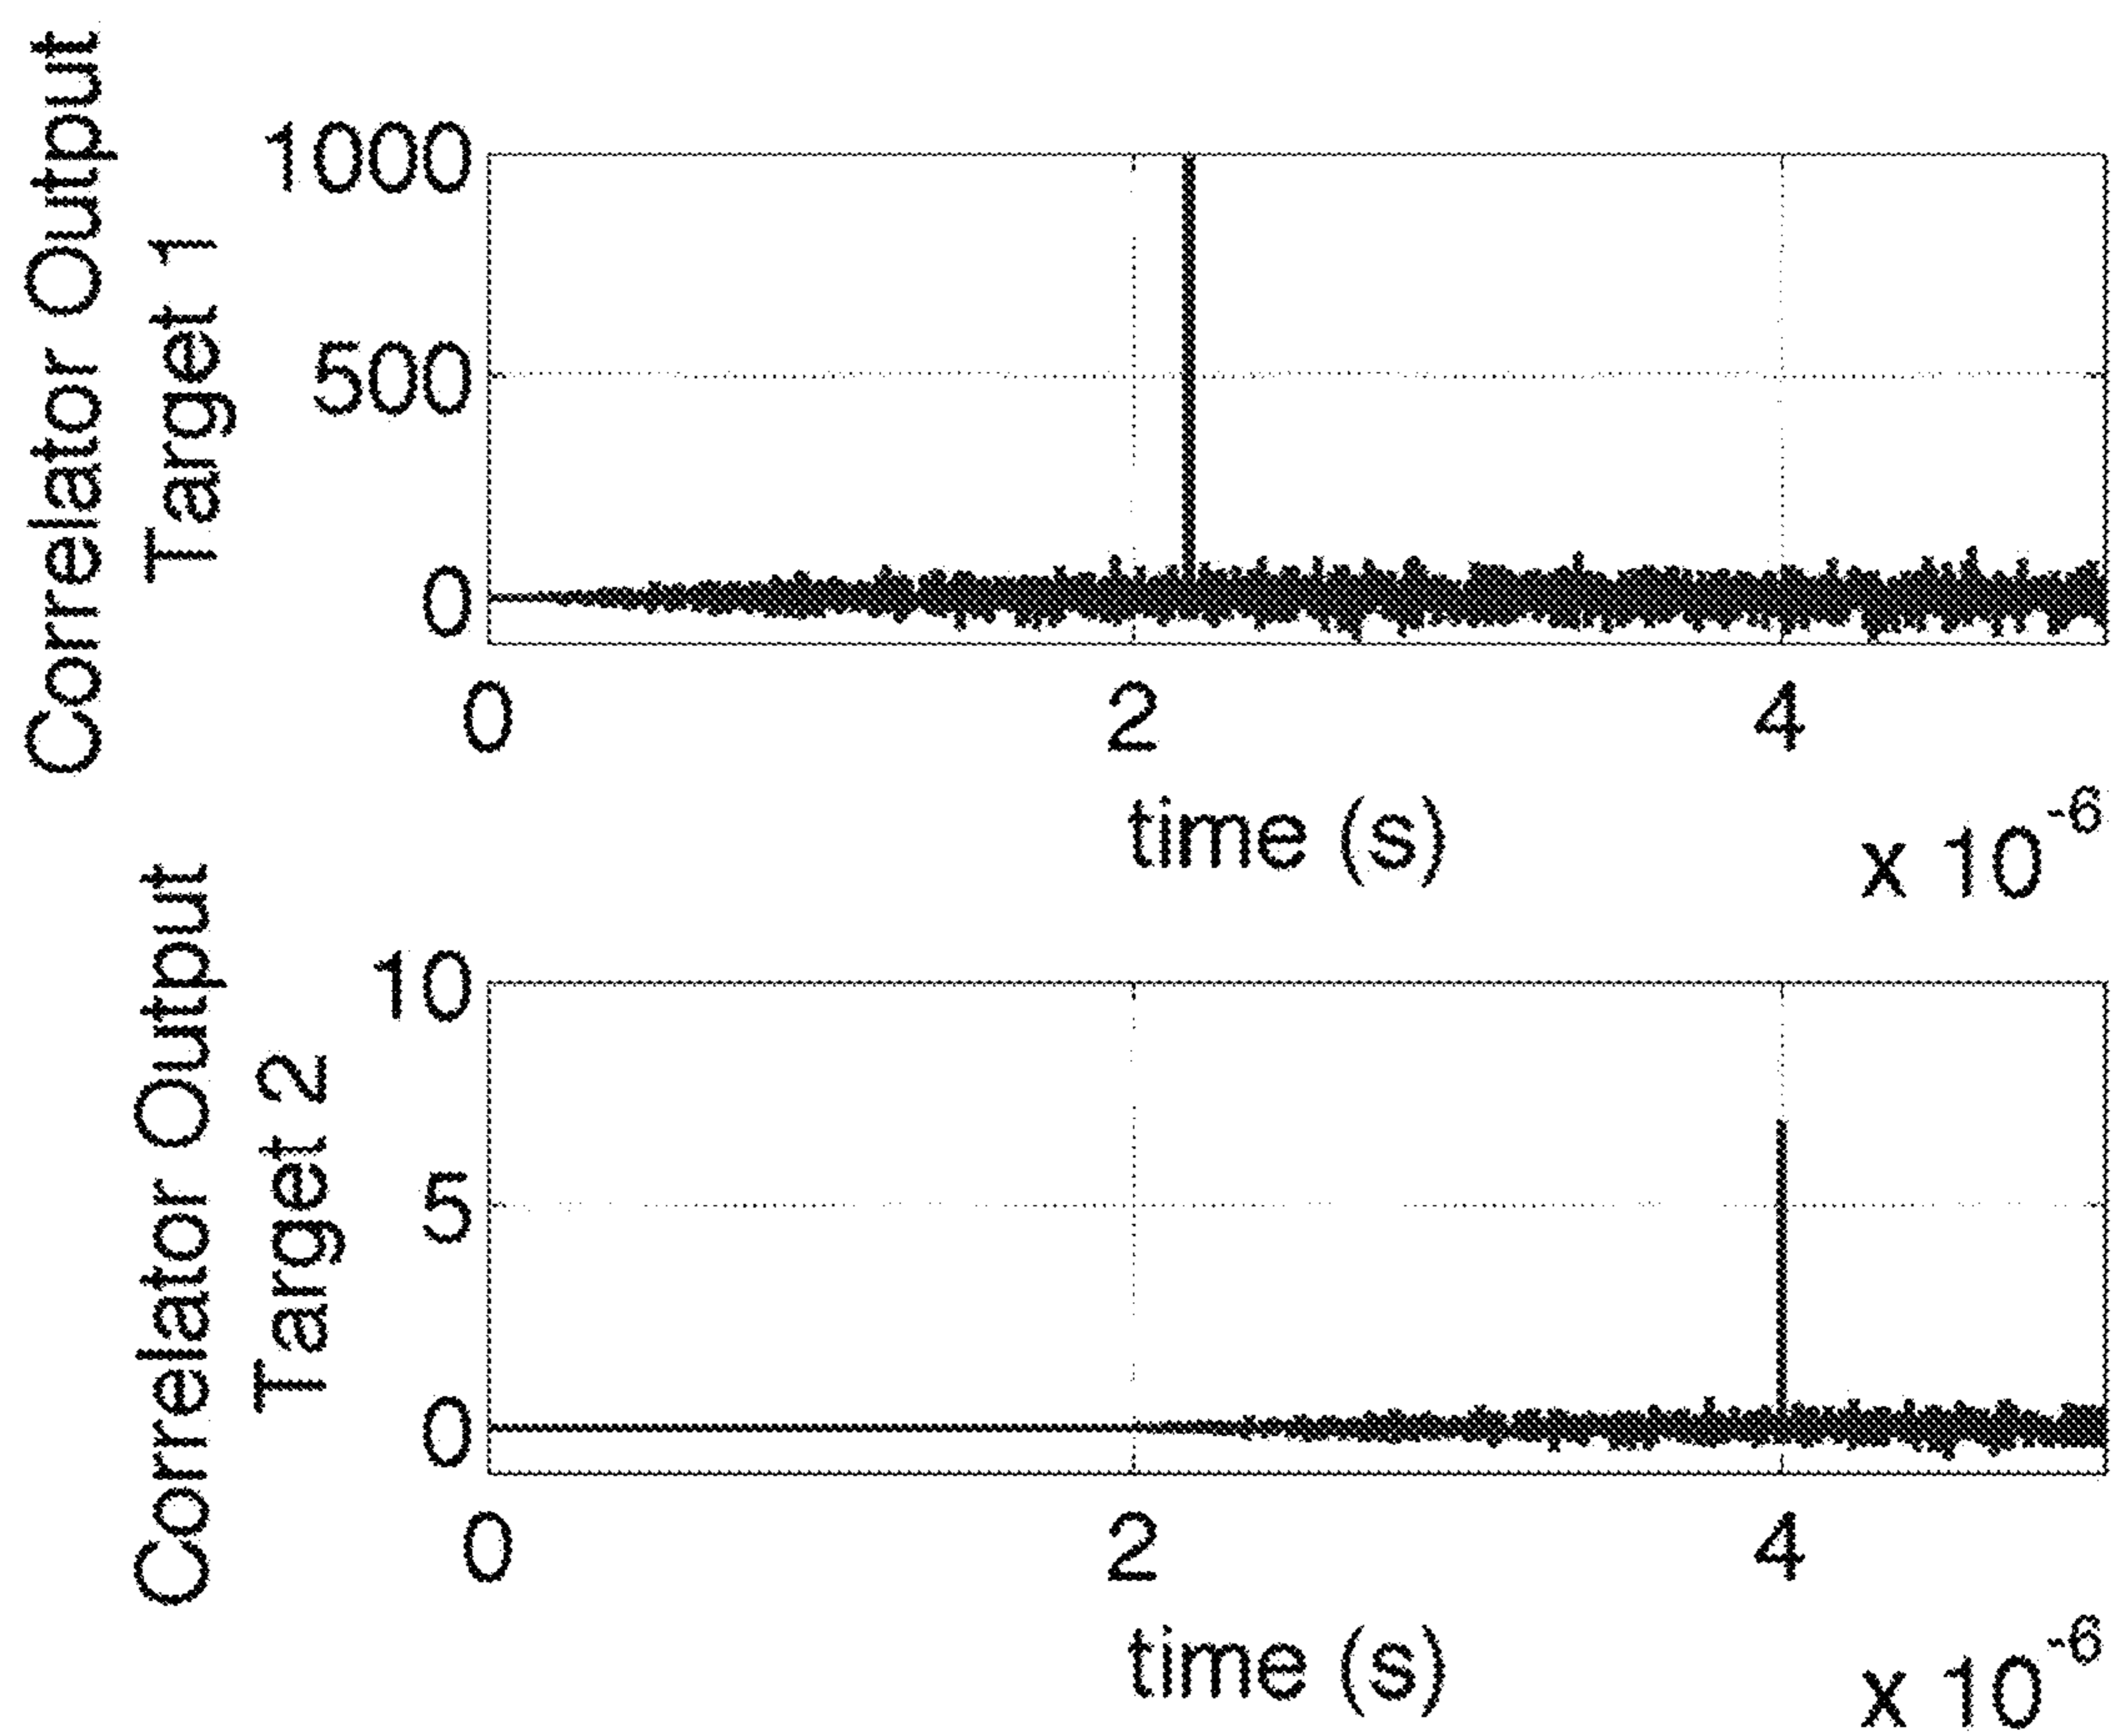 Correlator Output
Target 1
1000
500
0
0 2 4
time (s)
x 10-6
Correlator Output
Target 2
10
5
0
0 2 4
time (s)
x 10-6